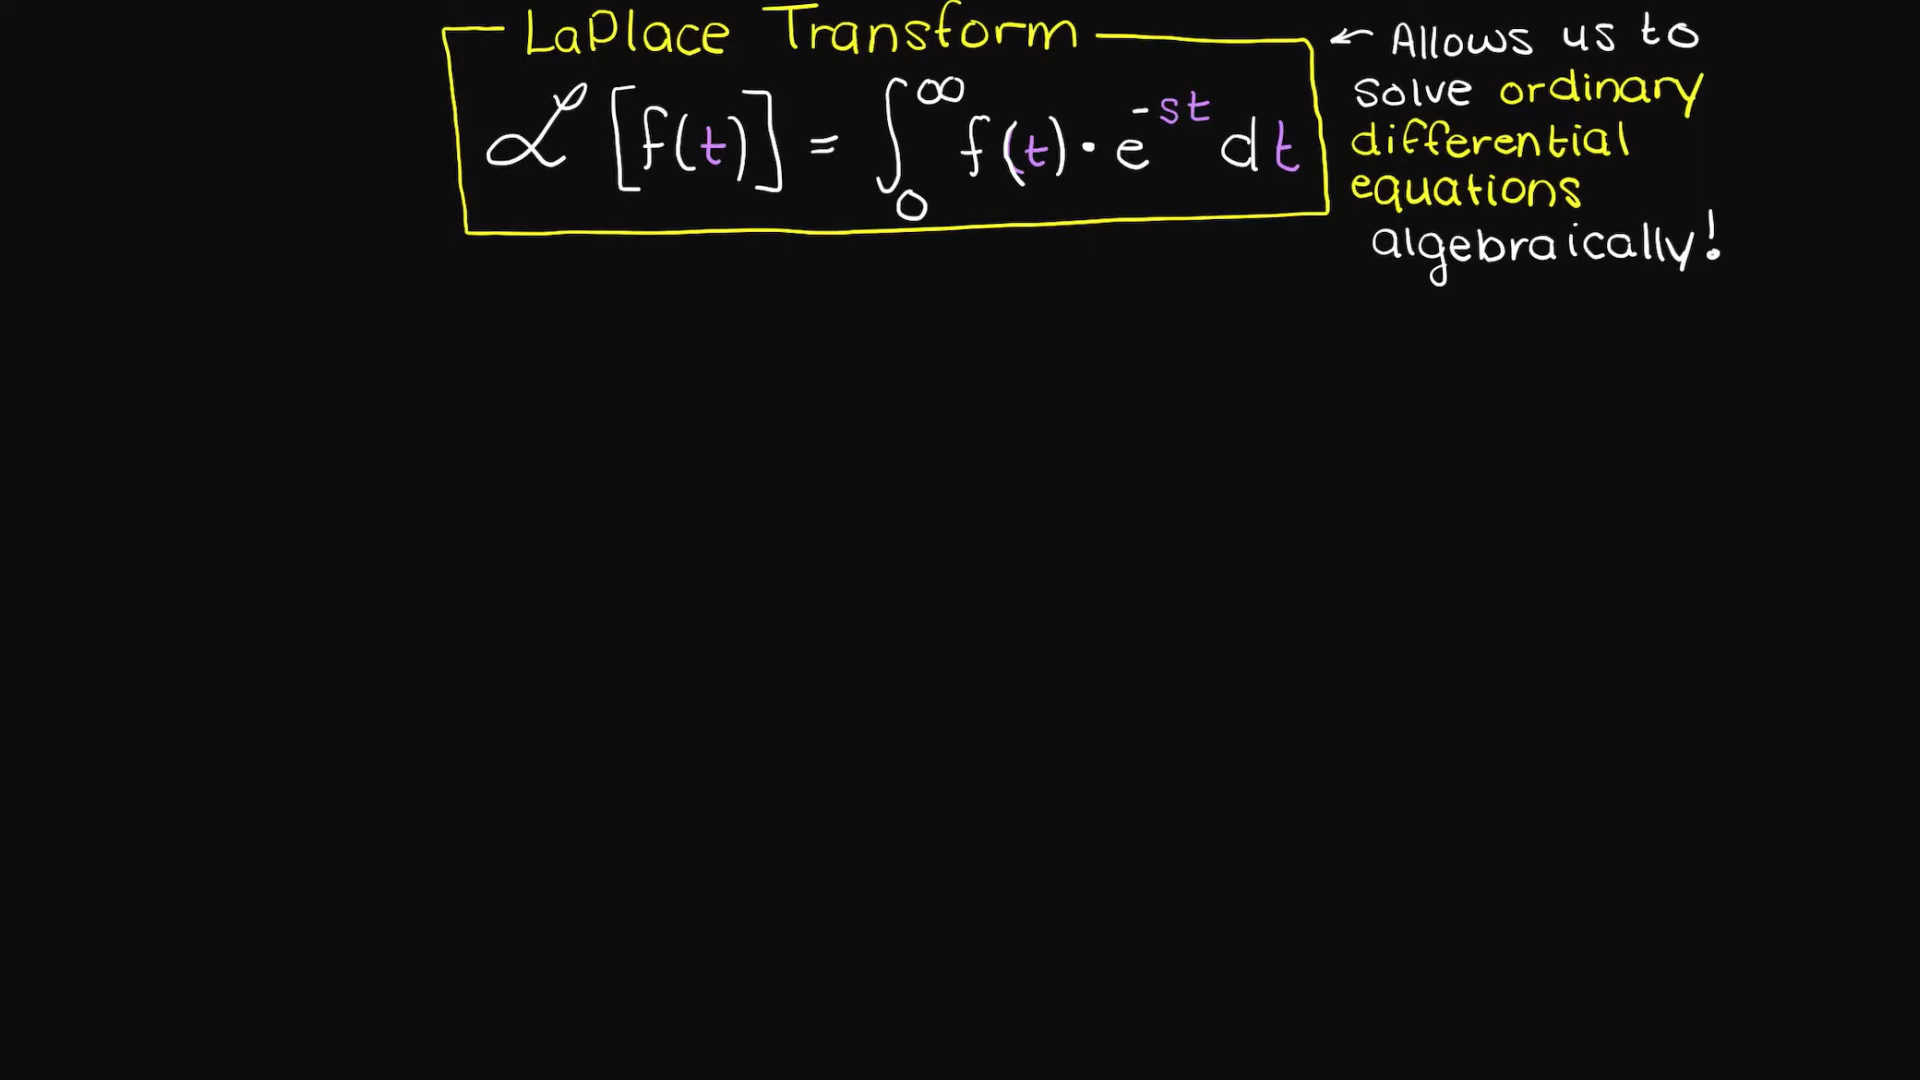 LaPlace Transform
ℒ [f(t)] = ∫₀^∞ f(t) · e^-st dt
← Allows us to
solve ordinary
differential
equations
algebraically!